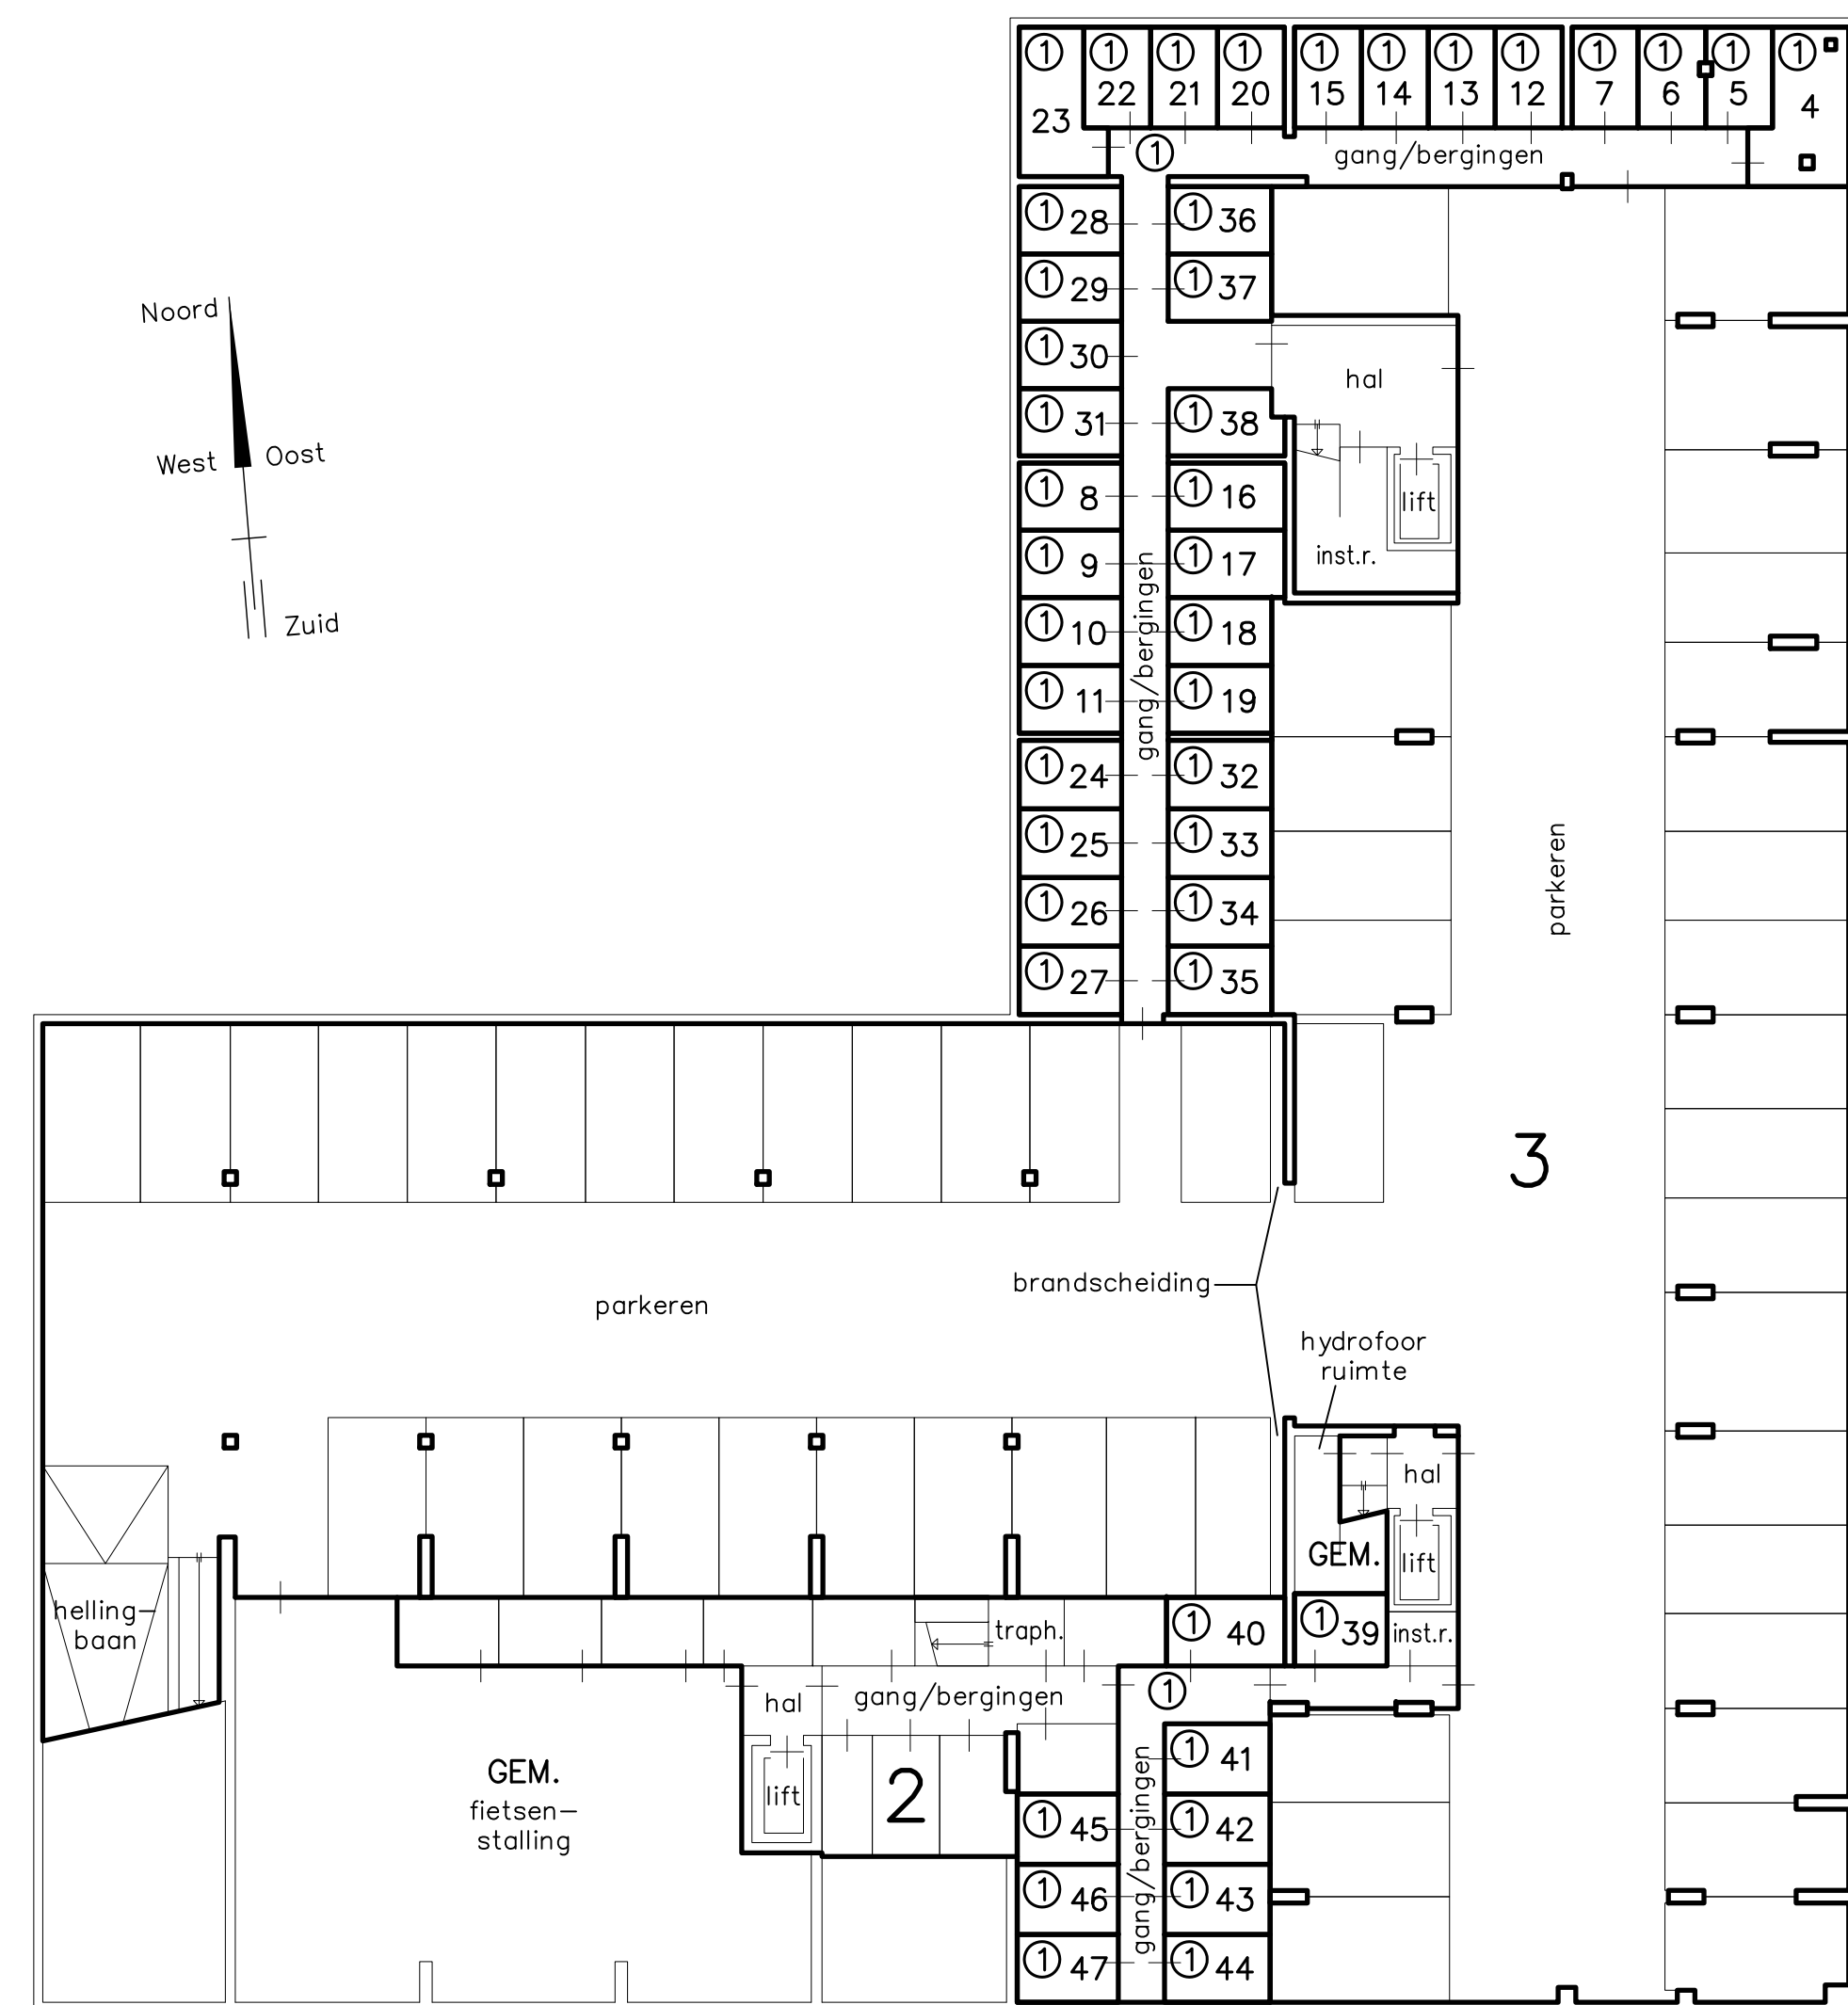 ① ① ① ① ① ① ① ① ① ① ① ①
23 22 21 20 15 14 13 12 7 6 5 4
① gang/bergingen
① 28 ① 36
① 29 ① 37
① 30
hal
① 31 ① 38
lift
① 8 ① 16
inst.r.
① 9 ① 17
① 10 ① 18
① 11 ① 19
gang/bergingen
① 24 ① 32
① 25 ① 33
① 26 ① 34
① 27 ① 35
parkeren
Noord
West Oost
Zuid
3
brandscheiding
parkeren
hydrofoor
ruimte
hal
GEM.
lift
helling-
baan
traph.
① 40
① 39
inst.r.
hal
gang/bergingen
①
GEM.
fietsen-
stalling
lift
2
gang/bergingen
① 41
① 45 ① 42
① 46 ① 43
① 47 ① 44